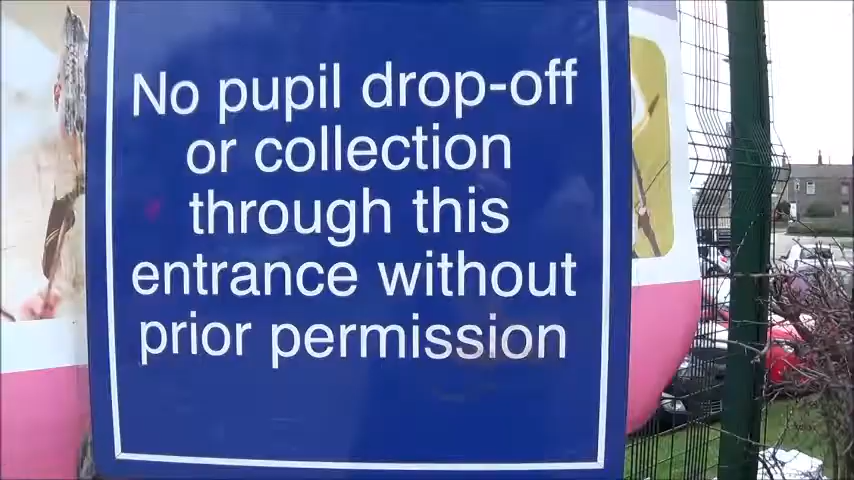 No pupil drop-off
or collection
through this
entrance without
prior permission